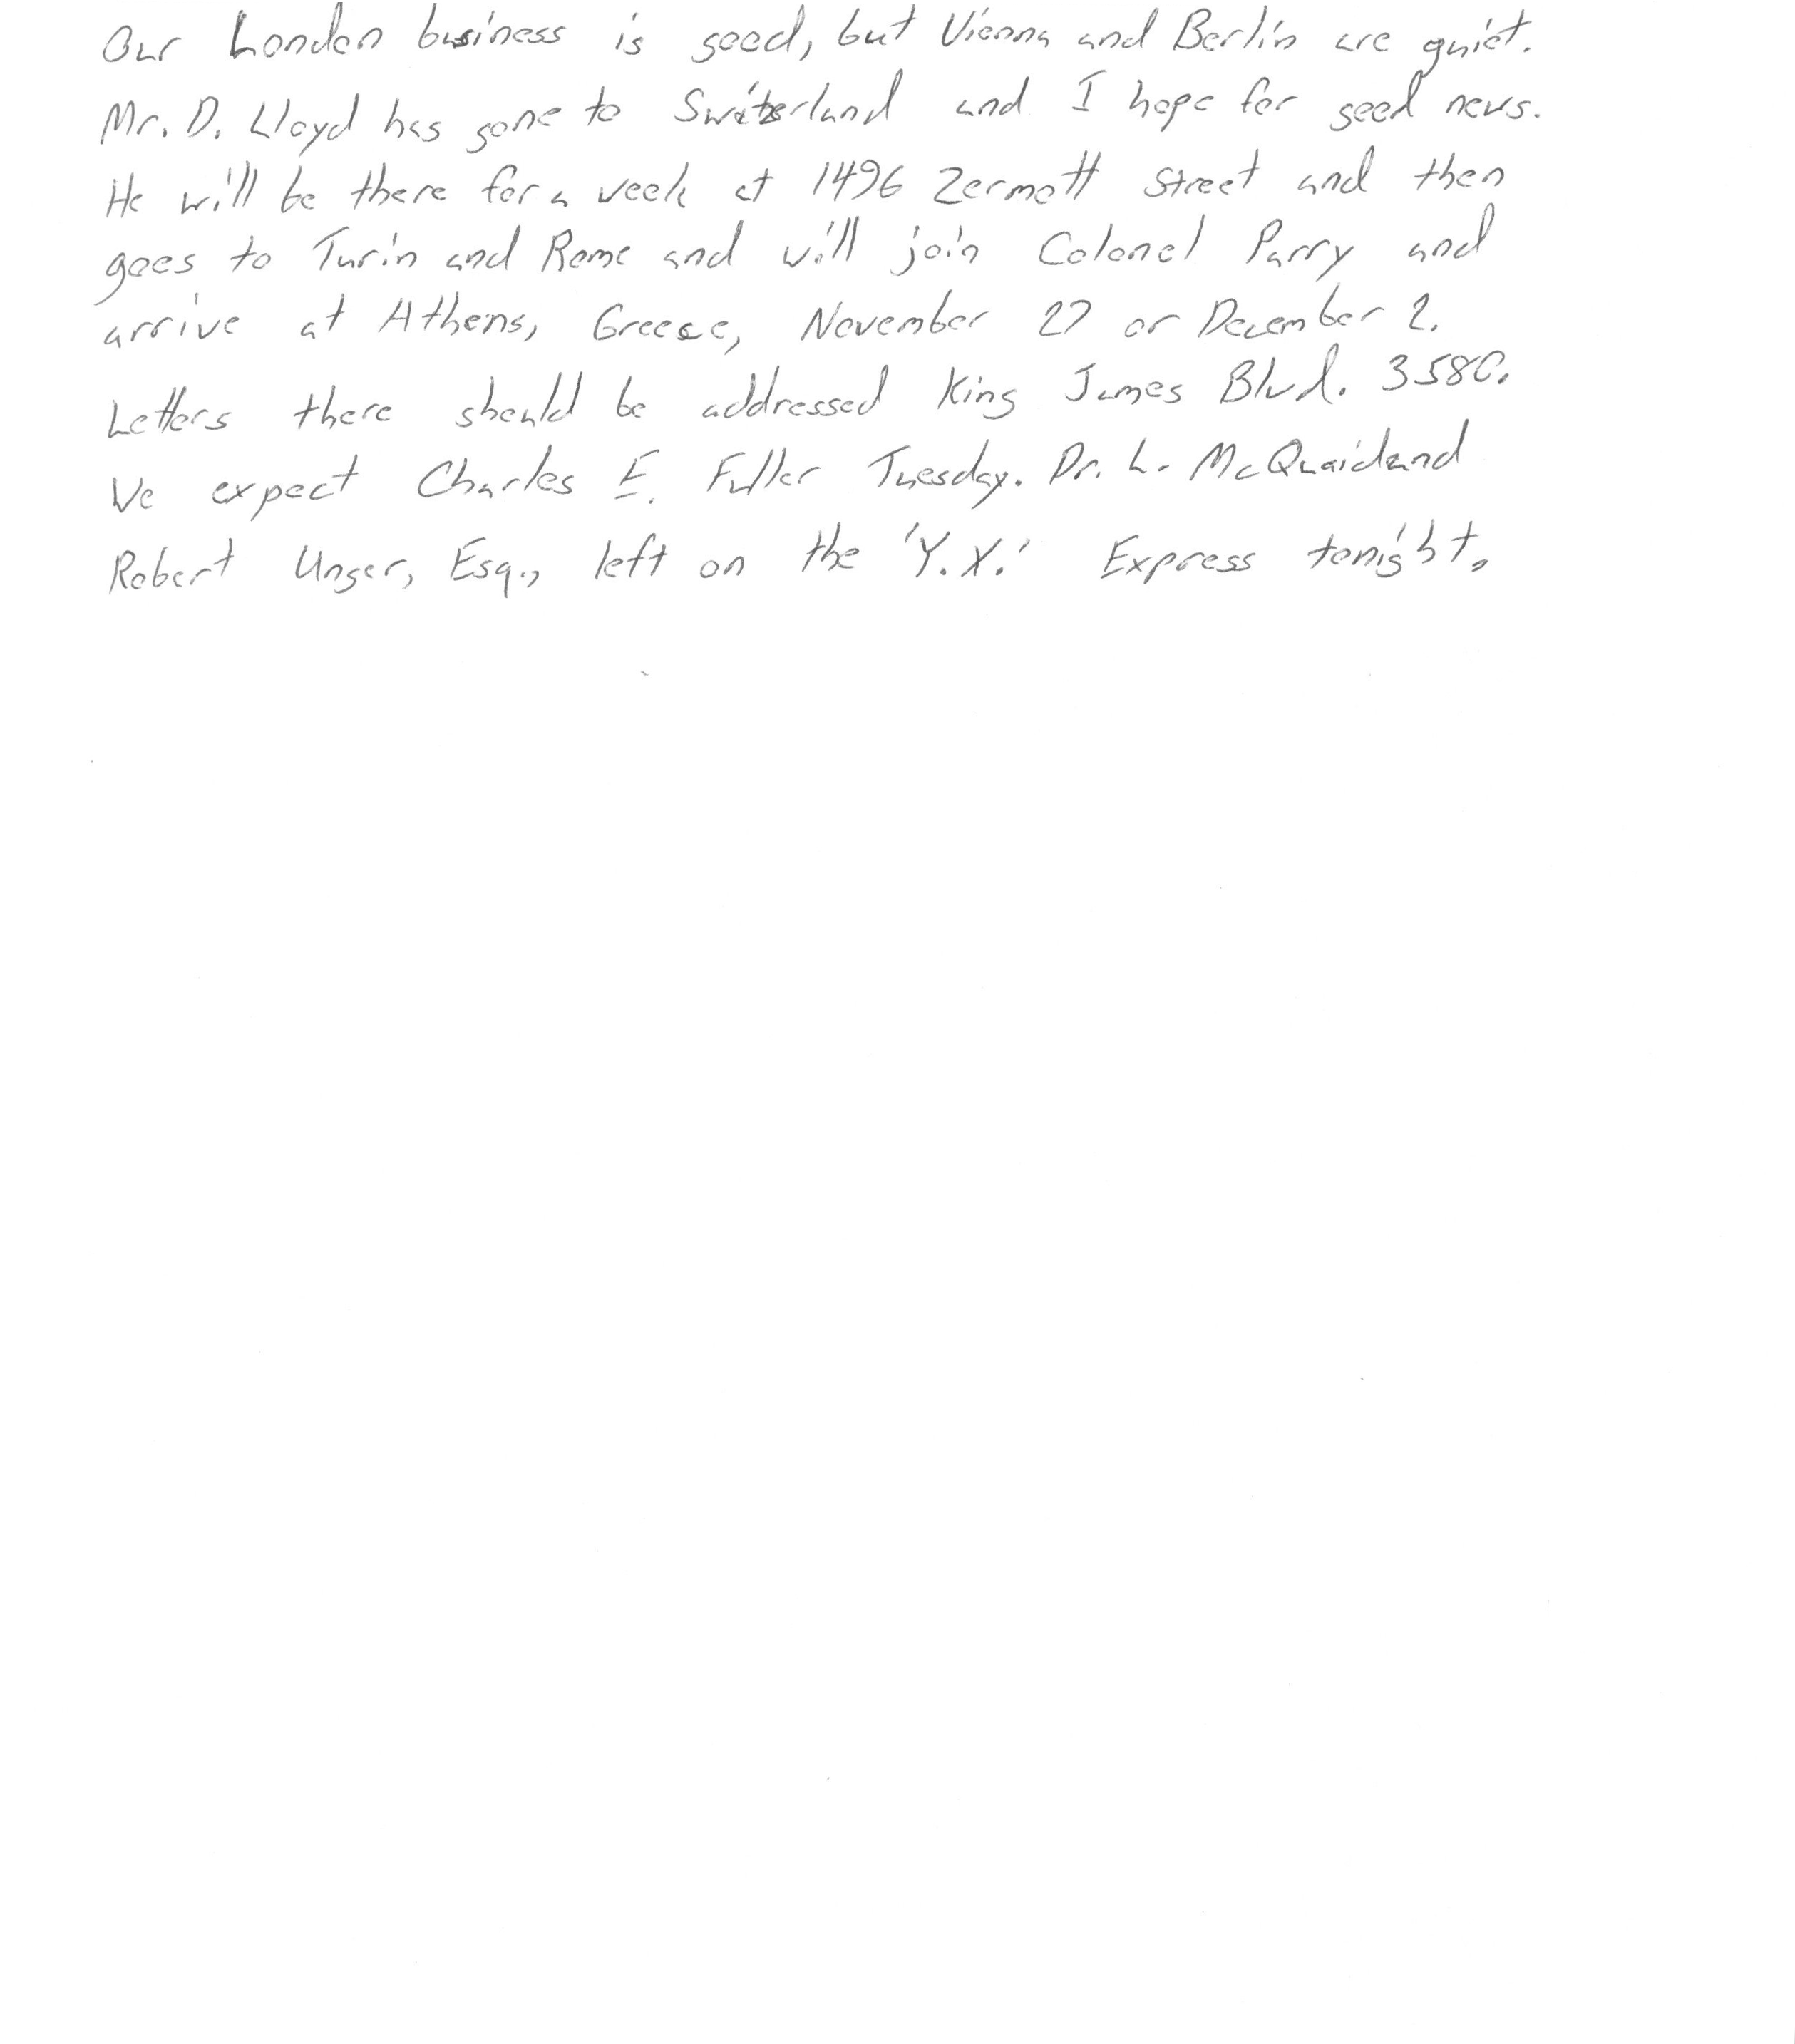 Our London business is good, but Vienna and Berlin are quiet.
Mr. D. Lloyd has gone to Switzerland and I hope for good news.
He will be there for a week at 1496 Zermott Street and then
goes to Turin and Rome and will join Colonel Parry and
arrive at Athens, Greece, November 27 or December 2.
Letters there should be addressed King James Blvd. 3580.
We expect Charles E. Fuller Tuesday. Dr. L. McQuaid and
Robert Unger, Esq., left on the 'Y.X.' Express tonight.